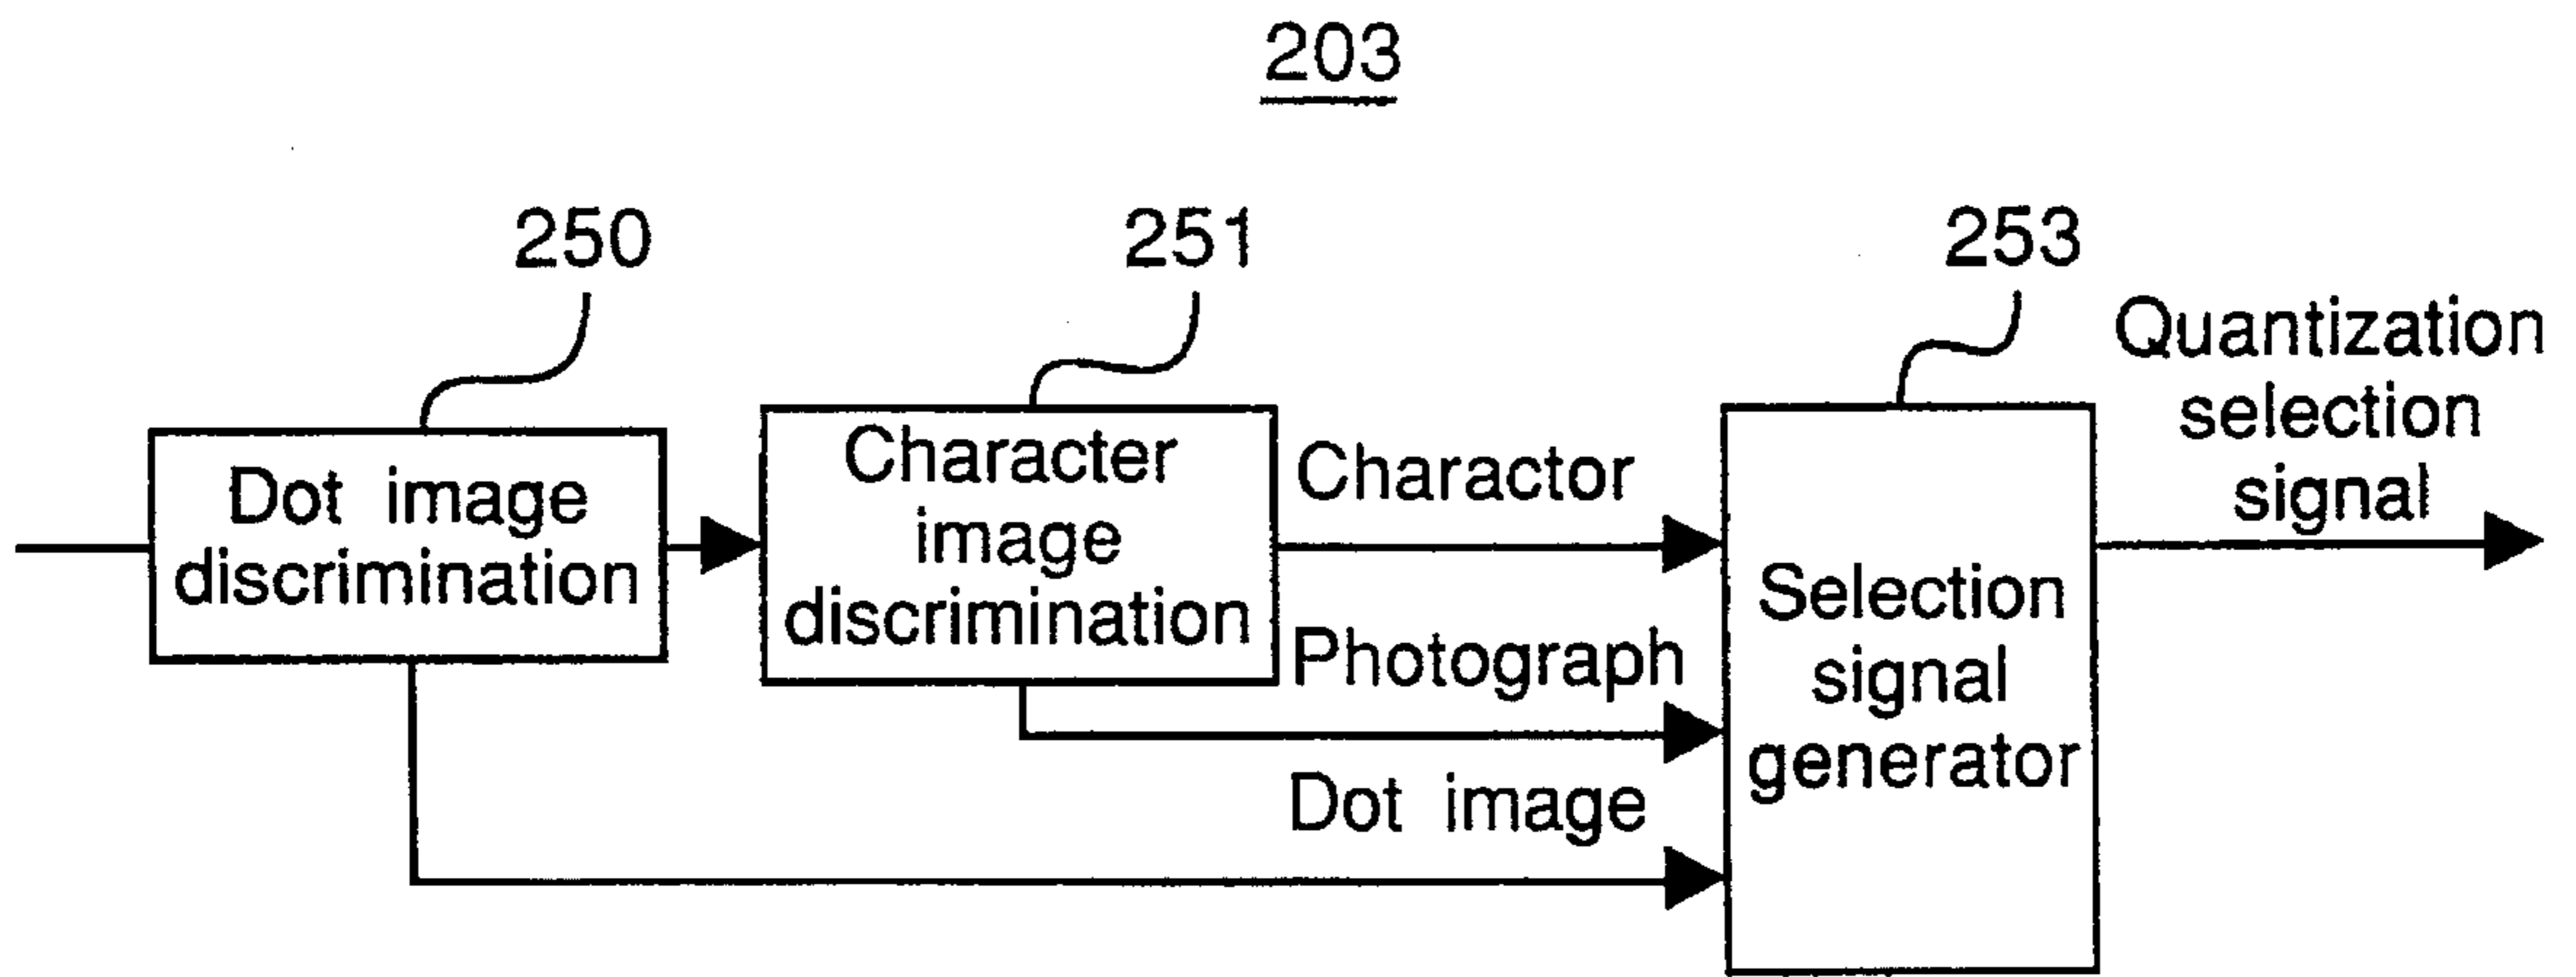 203
250
251
253
Quantization
selection
signal
Dot image
discrimination
Character
image
discrimination
Charactor
Photograph
Dot image
Selection
signal
generator